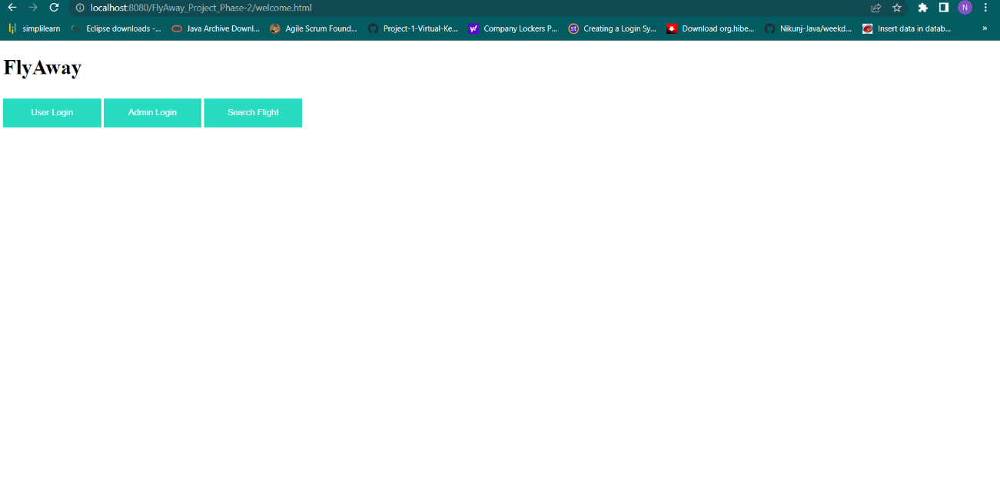 localhost:8080/FlyAway_Project_Phase-2/welcome.html N
simplilearn Eclipse downloads -... Java Archive Downl... Agile Scrum Found... Project-1-Virtual-Ke... Company Lockers P... st Creating a Login Sy... Download org.hibe... Nikunj-Java/weekd... Insert data in datab... »
FlyAway
User Login Admin Login Search Flight